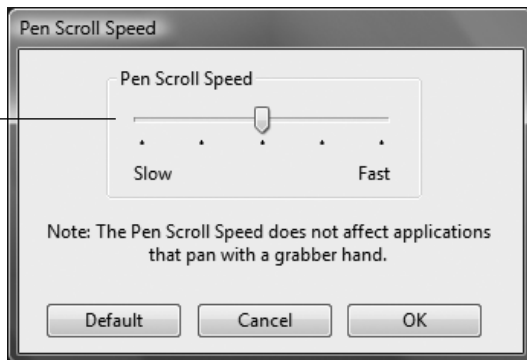 Pen Scroll Speed
Pen Scroll Speed
Slow Fast
Note: The Pen Scroll Speed does not affect applications
that pan with a grabber hand.
Default Cancel OK